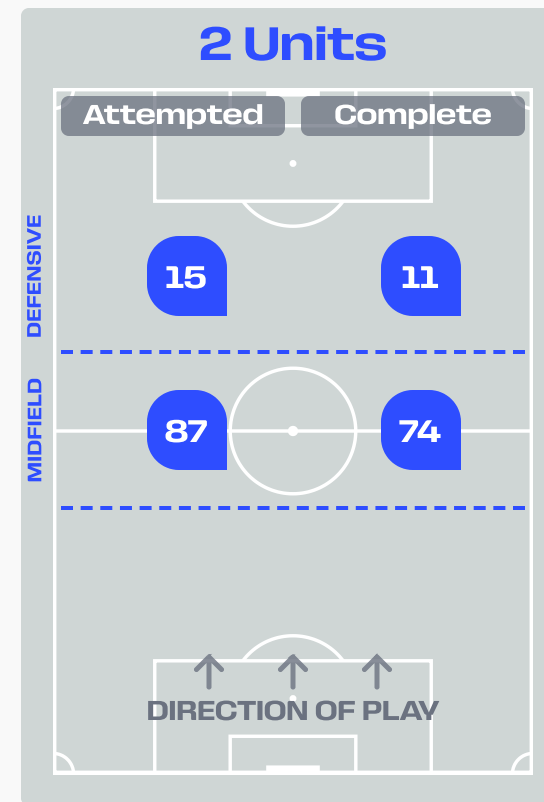 2 Units
Attempted Complete
DEFENSIVE
15 11
MIDFIELD
87 74
DIRECTION OF PLAY